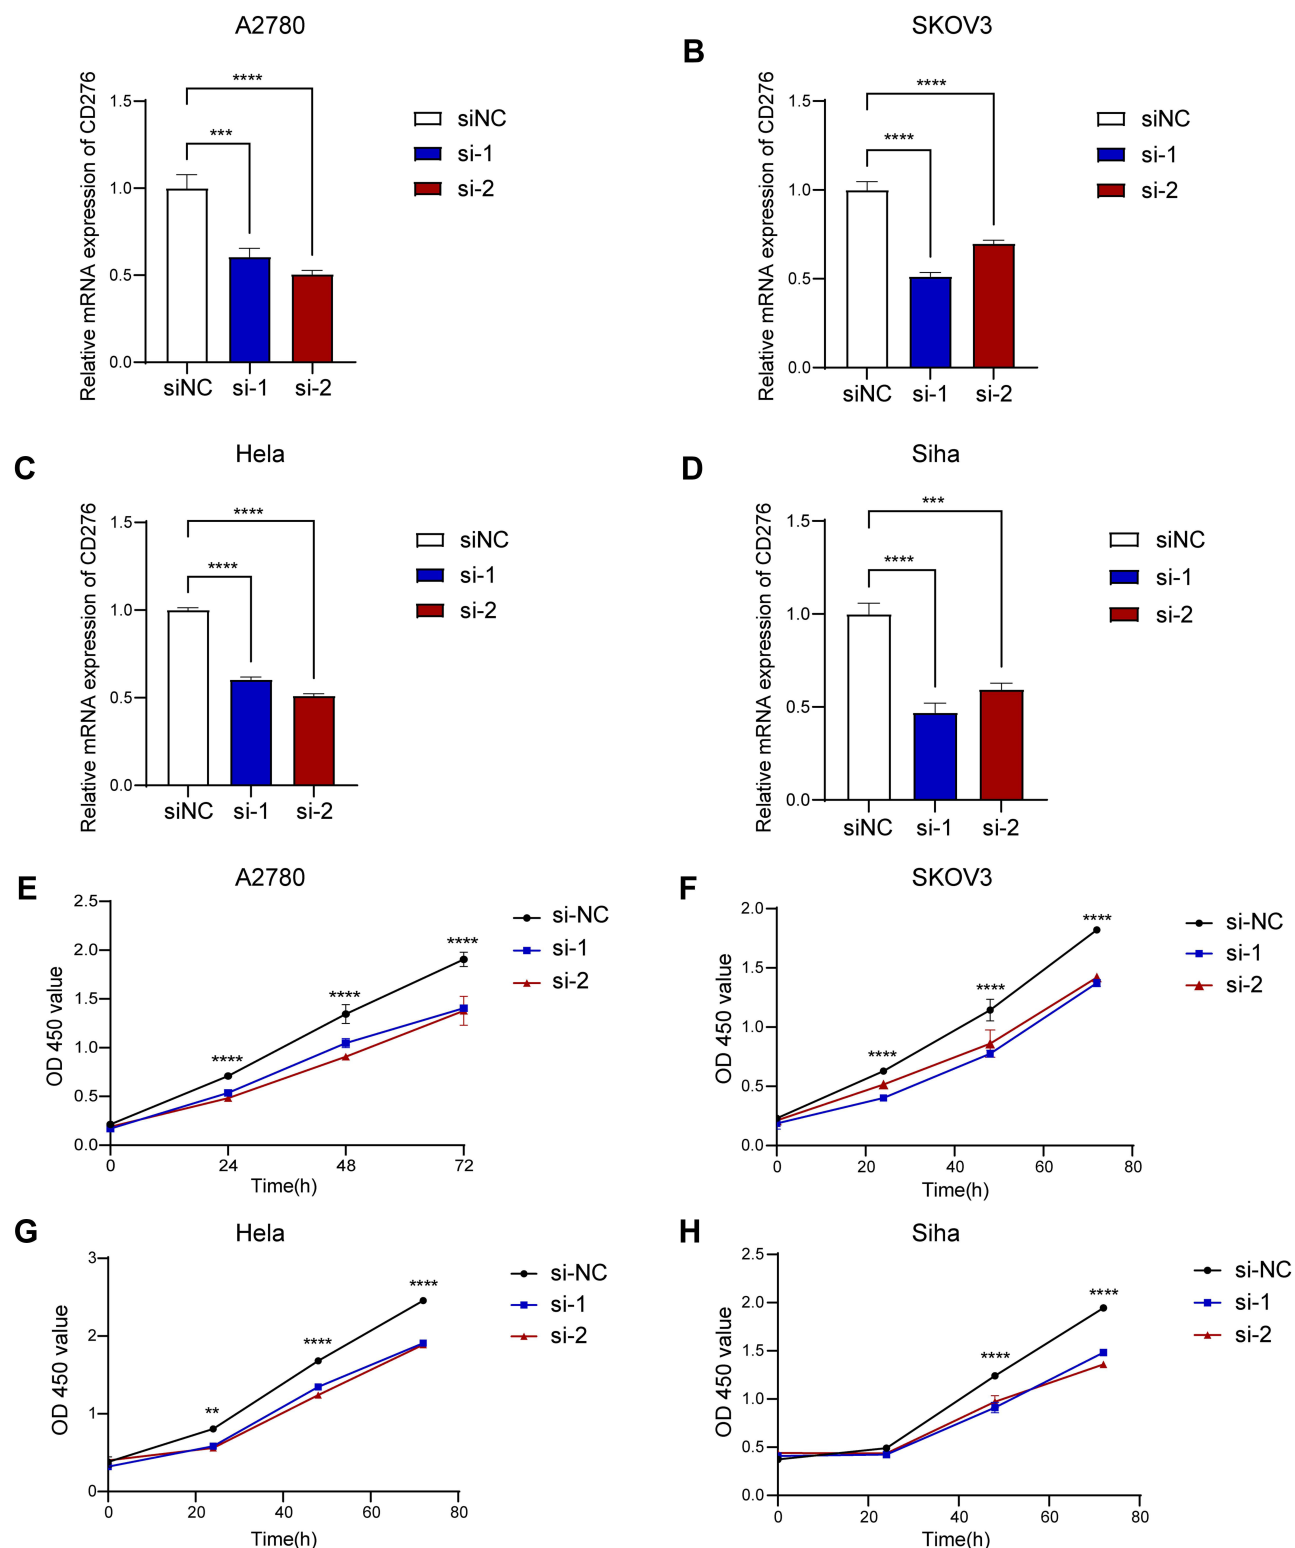 A2780
Relative mRNA expression of CD276
1.5
1.0
0.5
0.0
****
***
siNC
si-1
si-2
siNC
si-1
si-2
B
SKOV3
Relative mRNA expression of CD276
1.5
1.0
0.5
0.0
****
****
siNC
si-1
si-2
siNC
si-1
si-2
C
Hela
Relative mRNA expression of CD276
1.5
1.0
0.5
0.0
****
****
siNC
si-1
si-2
siNC
si-1
si-2
D
Siha
Relative mRNA expression of CD276
1.5
1.0
0.5
0.0
***
****
siNC
si-1
si-2
siNC
si-1
si-2
E
A2780
OD 450 value
2.5
2.0
1.5
1.0
0.5
0.0
****
****
****
0
24
48
72
Time(h)
si-NC
si-1
si-2
F
SKOV3
OD 450 value
2.0
1.5
1.0
0.5
0.0
****
****
****
0
20
40
60
80
Time(h)
si-NC
si-1
si-2
G
Hela
OD 450 value
3
2
1
0
**
****
****
0
20
40
60
80
Time(h)
si-NC
si-1
si-2
H
Siha
OD 450 value
2.5
2.0
1.5
1.0
0.5
0.0
****
****
0
20
40
60
80
Time(h)
si-NC
si-1
si-2